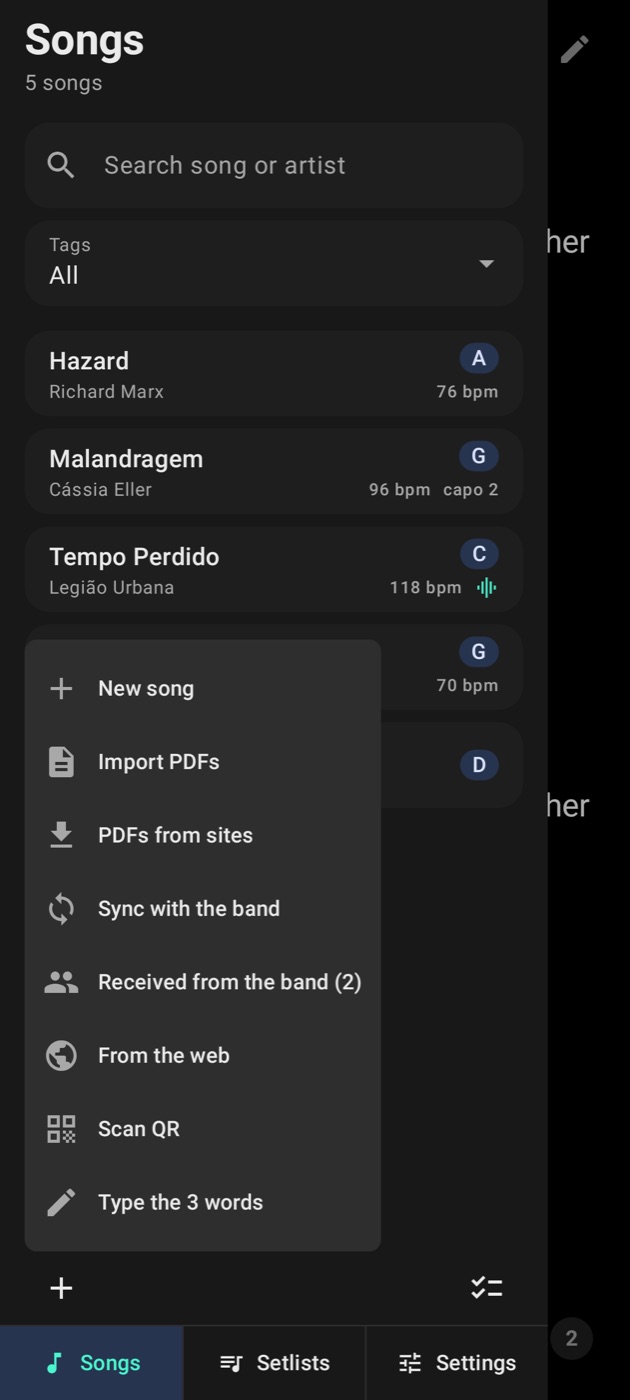 Songs
5 songs
her
Search song or artist
Tags
All
Hazard
A
Richard Marx
76 bpm
Malandragem
G
Cássia Eller
96 bpm capo 2
Tempo Perdido
C
Legião Urbana
118 bpm
G
70 bpm
D
her
New song
Import PDFs
PDFs from sites
Sync with the band
Received from the band (2)
From the web
Scan QR
Type the 3 words
2
Songs
Setlists
Settings